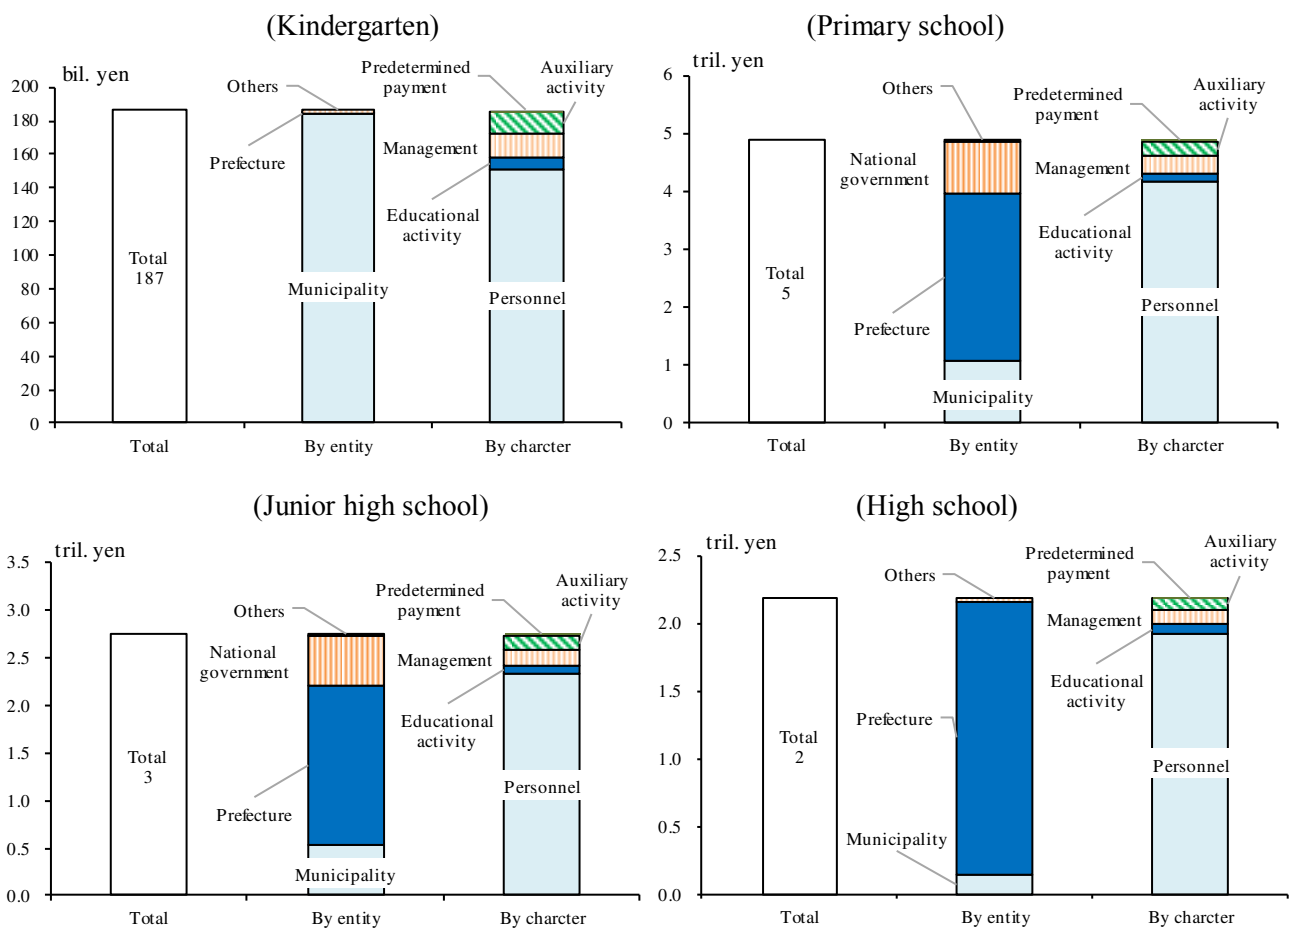 (Kindergarten)
bil. yen
200
180
160
140
120
100
80
60
40
20
0
Others
Prefecture
Predetermined
payment
Auxiliary
activity
Management
Educational
activity
Total
187
Municipality
Personnel
Total
By entity
By charcter
(Primary school)
tril. yen
6
5
4
3
2
1
0
Others
National
government
Prefecture
Predetermined
payment
Auxiliary
activity
Management
Educational
activity
Total
5
Municipality
Personnel
Total
By entity
By charcter
(Junior high school)
tril. yen
3.5
3.0
2.5
2.0
1.5
1.0
0.5
0.0
Others
National
government
Prefecture
Predetermined
payment
Auxiliary
activity
Management
Educational
activity
Total
3
Municipality
Personnel
Total
By entity
By charcter
(High school)
tril. yen
2.5
2.0
1.5
1.0
0.5
0.0
Others
Prefecture
Municipality
Predetermined
payment
Auxiliary
activity
Management
Educational
activity
Total
2
Personnel
Total
By entity
By charcter